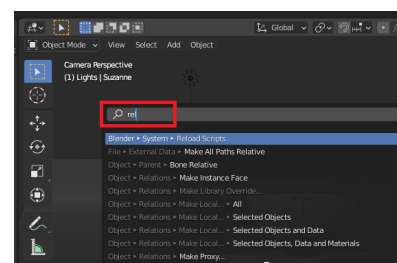 Global
Object Mode View Select Add Object
Camera Perspective
(1) Lights | Suzanne
rel
Blender ▸ System ▸ Reload Scripts
File ▸ External Data ▸ Make All Paths Relative
Object ▸ Parent ▸ Bone Relative
Object ▸ Relations ▸ Make Instance Face
Object ▸ Relations ▸ Make Library Override...
Object ▸ Relations ▸ Make Local... ▸ All
Object ▸ Relations ▸ Make Local... ▸ Selected Objects
Object ▸ Relations ▸ Make Local... ▸ Selected Objects and Data
Object ▸ Relations ▸ Make Local... ▸ Selected Objects, Data and Materials
Object ▸ Relations ▸ Make Proxy...